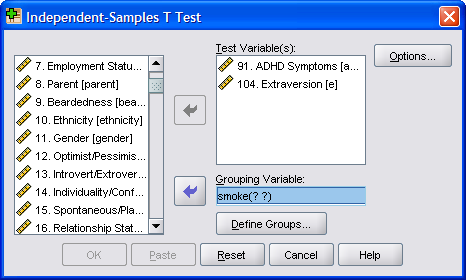 Independent-Samples T Test
Test Variable(s):
Options...
7. Employment Statu...
8. Parent [parent]
9. Beardedness [bea...
10. Ethnicity [ethnicity]
11. Gender [gender]
12. Optimist/Pessimis...
13. Introvert/Extrover...
14. Individuality/Conf...
15. Spontaneous/Pla...
16. Relationship Stat...
91. ADHD Symptoms [a...
104. Extraversion [e]
Grouping Variable:
smoke(? ?)
Define Groups...
OK
Paste
Reset
Cancel
Help